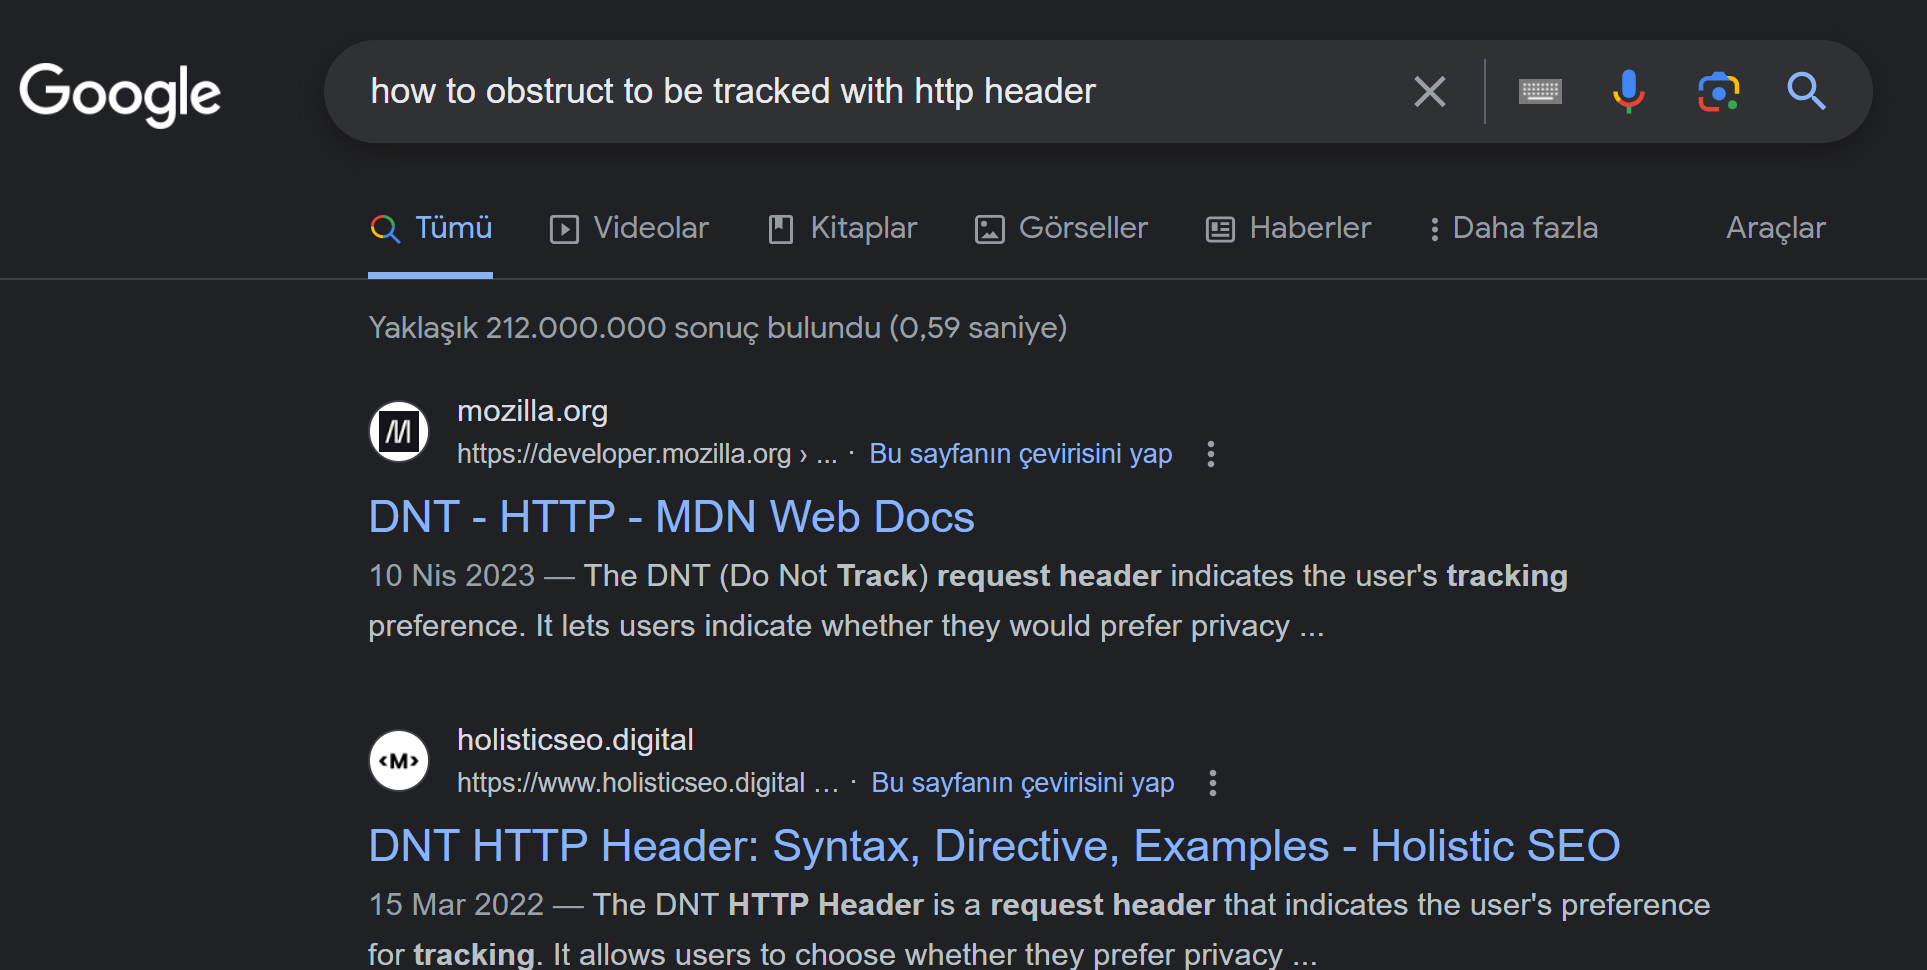 Google
how to obstruct to be tracked with http header
Tümü Videolar Kitaplar Görseller Haberler Daha fazla Araçlar
Yaklaşık 212.000.000 sonuç bulundu (0,59 saniye)
mozilla.org
https://developer.mozilla.org › ... · Bu sayfanın çevirisini yap
DNT - HTTP - MDN Web Docs
10 Nis 2023 — The DNT (Do Not Track) request header indicates the user's tracking
preference. It lets users indicate whether they would prefer privacy ...
<M>
holisticseo.digital
https://www.holisticseo.digital ... · Bu sayfanın çevirisini yap
DNT HTTP Header: Syntax, Directive, Examples - Holistic SEO
15 Mar 2022 — The DNT HTTP Header is a request header that indicates the user's preference
for tracking. It allows users to choose whether they prefer privacy ...